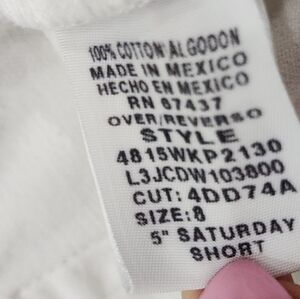 100% COTTON ALGODON
MADE IN MEXICO
HECHO EN MEXICO
RN 67437
OVER/REVERSO
STYLE
4815WKP2130
L3JCDW103800
CUT: 4DD74A
SIZE:8
5" SATURDAY
SHORT